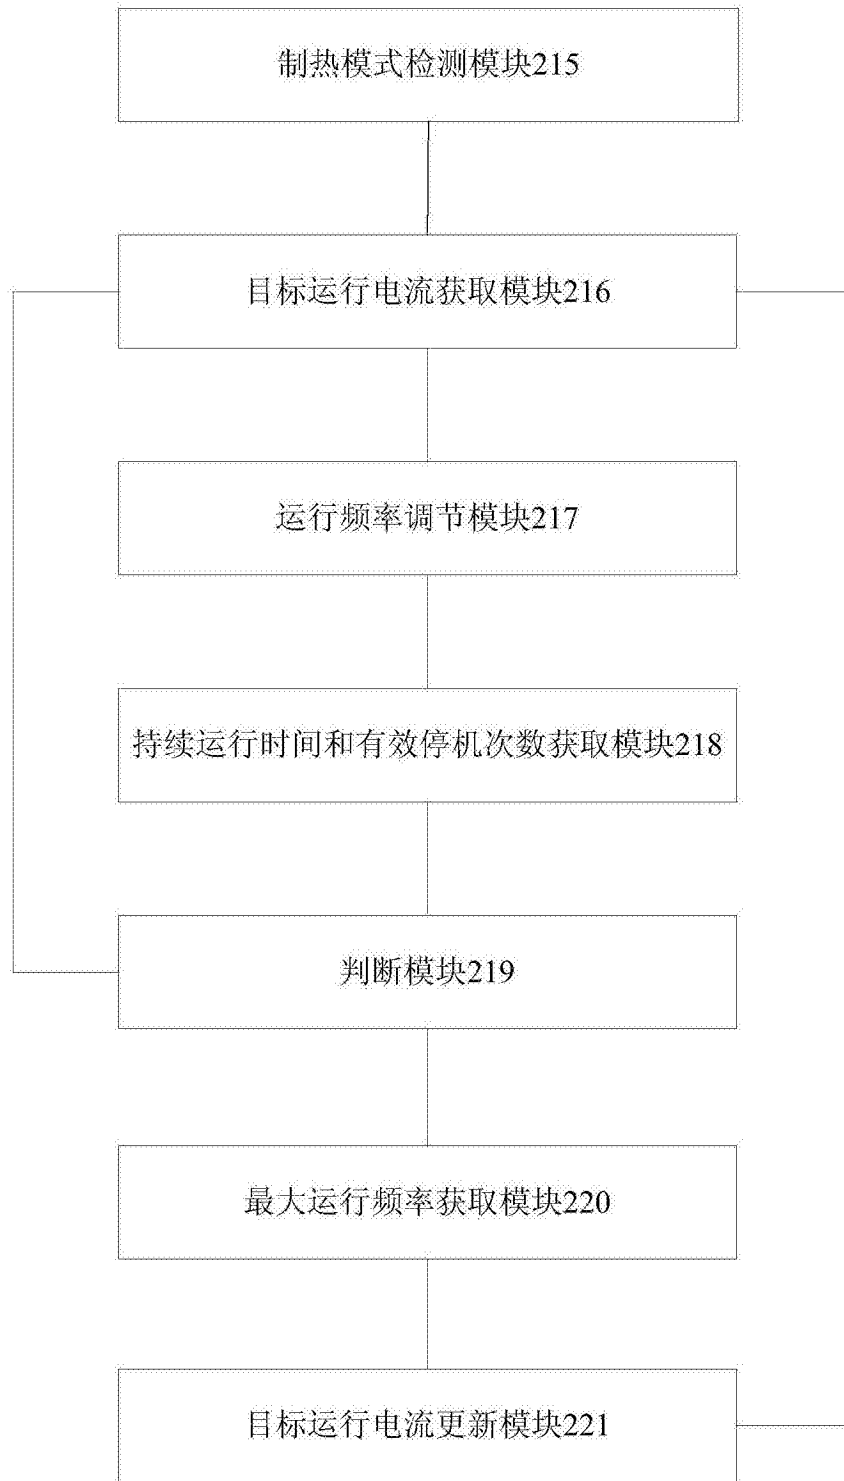 制热模式检测模块215
目标运行电流获取模块216
运行频率调节模块217
持续运行时间和有效停机次数获取模块218
判断模块219
最大运行频率获取模块220
目标运行电流更新模块221